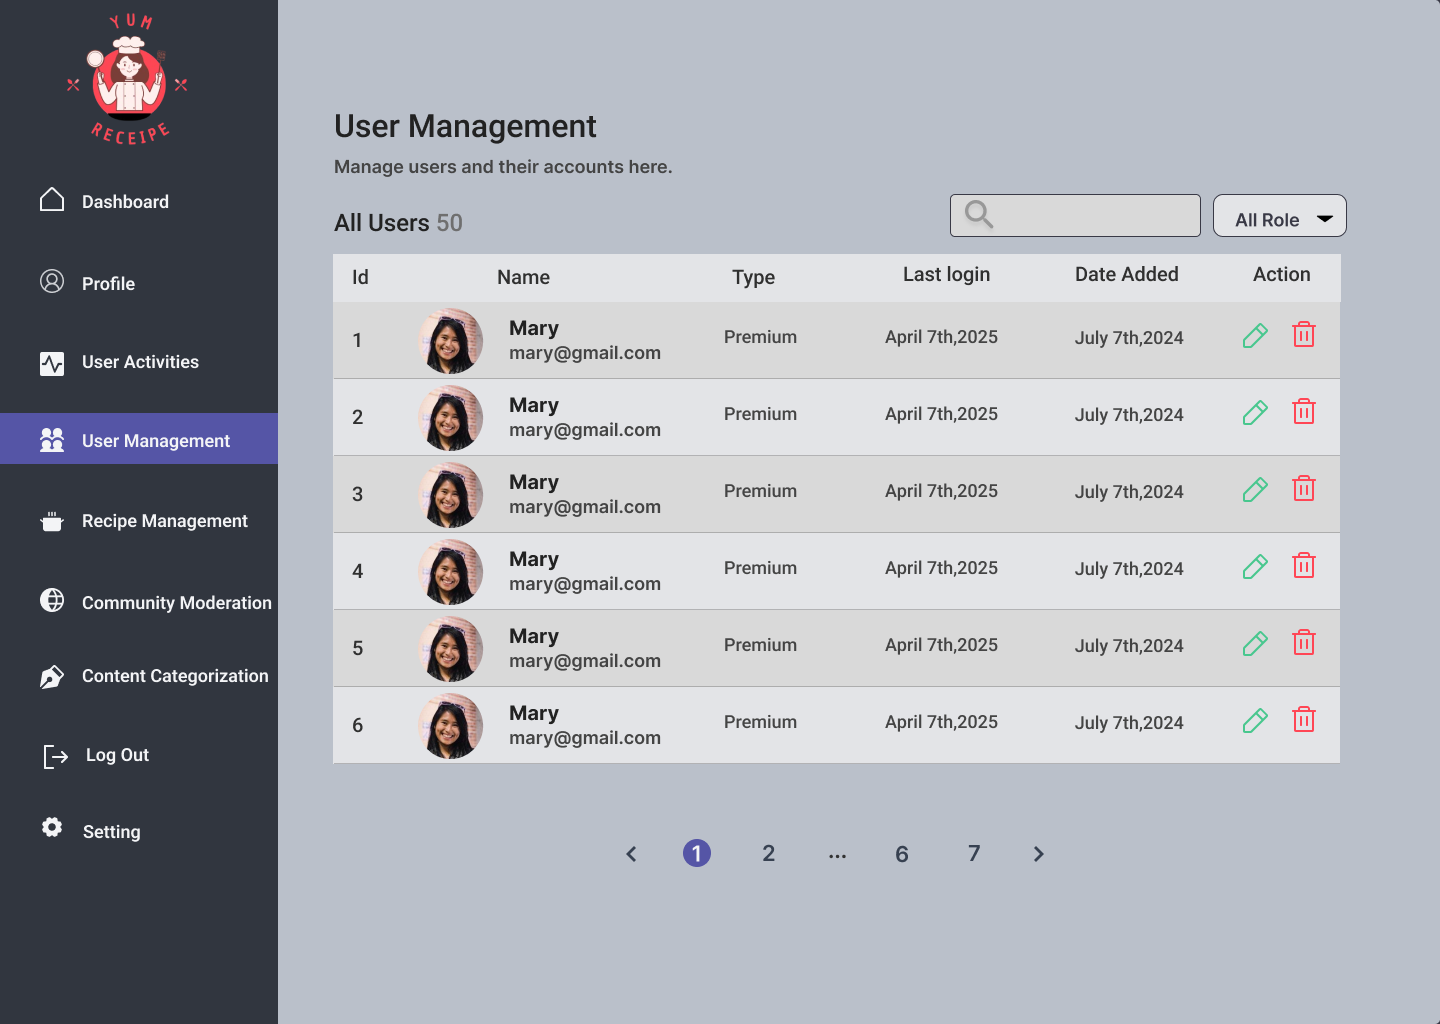 YUM
RECEIPE
Dashboard
Profile
User Activities
User Management
Recipe Management
Community Moderation
Content Categorization
Log Out
Setting
User Management
Manage users and their accounts here.
All Users 50
All Role
Id Name Type Last login Date Added Action
1 Mary Premium April 7th,2025 July 7th,2024
mary@gmail.com
2 Mary Premium April 7th,2025 July 7th,2024
mary@gmail.com
3 Mary Premium April 7th,2025 July 7th,2024
mary@gmail.com
4 Mary Premium April 7th,2025 July 7th,2024
mary@gmail.com
5 Mary Premium April 7th,2025 July 7th,2024
mary@gmail.com
6 Mary Premium April 7th,2025 July 7th,2024
mary@gmail.com
1 2 ... 6 7